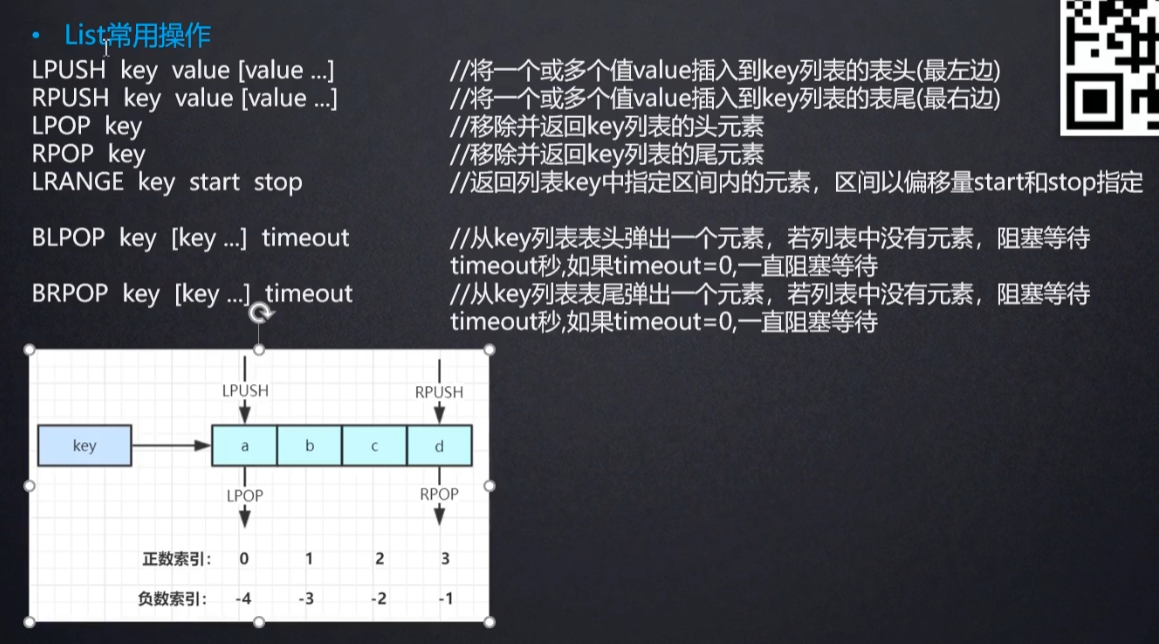 • List常用操作
LPUSH key value [value ...] //将一个或多个值value插入到key列表的表头(最左边)
RPUSH key value [value ...] //将一个或多个值value插入到key列表的表尾(最右边)
LPOP key //移除并返回key列表的头元素
RPOP key //移除并返回key列表的尾元素
LRANGE key start stop //返回列表key中指定区间内的元素，区间以偏移量start和stop指定
BLPOP key [key ...] timeout //从key列表表头弹出一个元素，若列表中没有元素，阻塞等待
timeout秒,如果timeout=0,一直阻塞等待
BRPOP key [key ...] timeout //从key列表表尾弹出一个元素，若列表中没有元素，阻塞等待
timeout秒,如果timeout=0,一直阻塞等待
LPUSH RPUSH
key a b c d
LPOP RPOP
正数索引: 0 1 2 3
负数索引: -4 -3 -2 -1